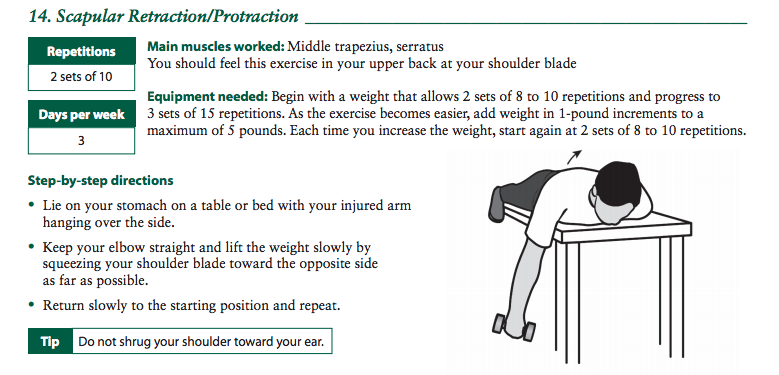 14. Scapular Retraction/Protraction
Repetitions
2 sets of 10
Days per week
3
Main muscles worked: Middle trapezius, serratus
You should feel this exercise in your upper back at your shoulder blade
Equipment needed: Begin with a weight that allows 2 sets of 8 to 10 repetitions and progress to
3 sets of 15 repetitions. As the exercise becomes easier, add weight in 1-pound increments to a
maximum of 5 pounds. Each time you increase the weight, start again at 2 sets of 8 to 10 repetitions.
Step-by-step directions
• Lie on your stomach on a table or bed with your injured arm
hanging over the side.
• Keep your elbow straight and lift the weight slowly by
squeezing your shoulder blade toward the opposite side
as far as possible.
• Return slowly to the starting position and repeat.
Tip Do not shrug your shoulder toward your ear.